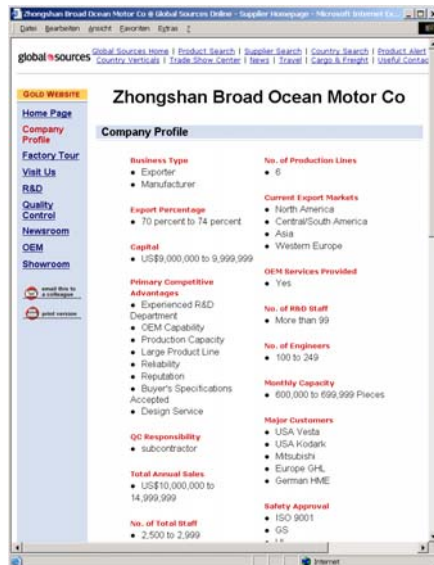 Zhongshan Broad Ocean Motor Co @ Global Sources Online - Supplier Homepage - Microsoft Internet Ex...
Datei Bearbeiten Ansicht Favoriten Extras ?
global sources
Global Sources Home | Product Search | Supplier Search | Country Search | Product Alert
Country Verticals | Trade Show Center | News | Travel | Cargo & Freight | Useful Contac
GOLD WEBSITE
Home Page
Company
Profile
Factory Tour
Visit Us
R&D
Quality
Control
Newsroom
OEM
Showroom
email this to
a colleague
print version
Zhongshan Broad Ocean Motor Co
Company Profile
Business Type
Exporter
Manufacturer
Export Percentage
70 percent to 74 percent
Capital
US$9,000,000 to 9,999,999
Primary Competitive
Advantages
Experienced R&D
Department
OEM Capability
Production Capacity
Large Product Line
Reliability
Reputation
Buyer's Specifications
Accepted
Design Service
QC Responsibility
subcontractor
Total Annual Sales
US$10,000,000 to
14,999,999
No. of Total Staff
2,500 to 2,999
No. of Production Lines
6
Current Export Markets
North America
Central/South America
Asia
Western Europe
OEM Services Provided
Yes
No. of R&D Staff
More than 99
No. of Engineers
100 to 249
Monthly Capacity
600,000 to 699,999 Pieces
Major Customers
USA Vesta
USA Kodark
Mitsubishi
Europe GHL
German HME
Safety Approval
ISO 9001
GS
UL
Internet